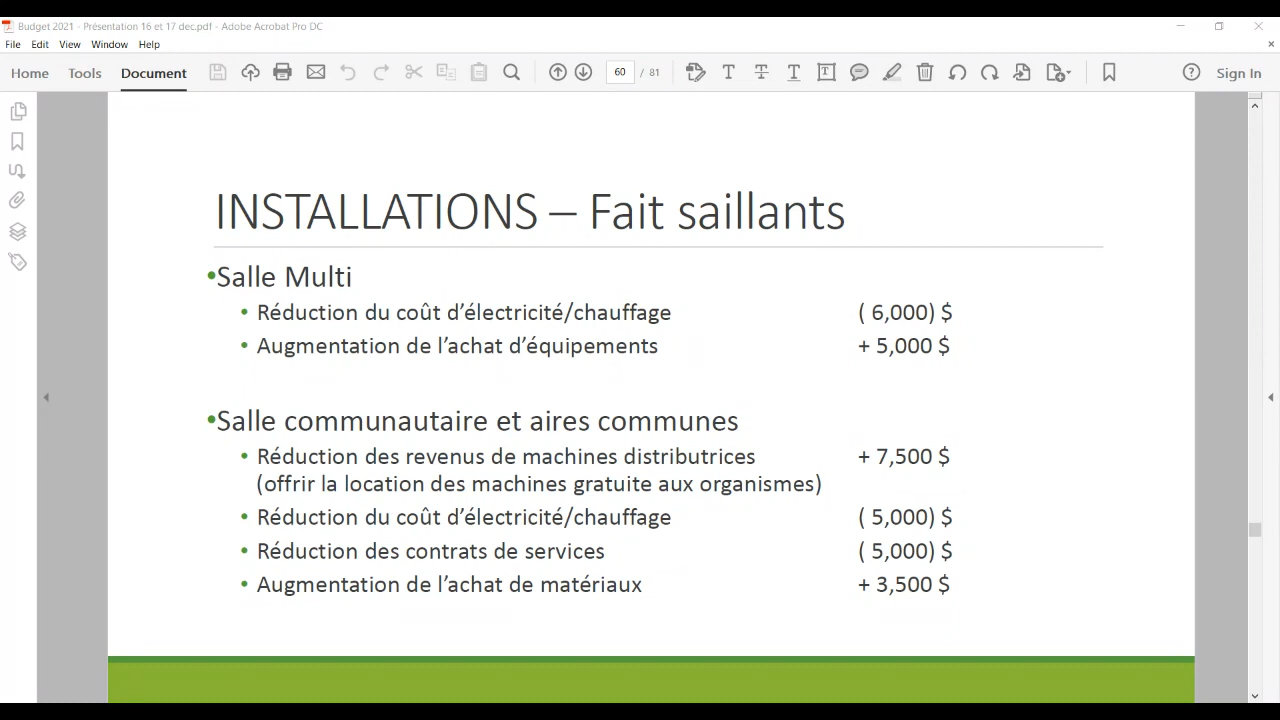 Budget 2021 - Présentation 16 et 17 dec.pdf - Adobe Acrobat Pro DC
File Edit View Window Help
Home Tools Document 60 / 81 Sign In
INSTALLATIONS – Fait saillants
•Salle Multi
• Réduction du coût d’électricité/chauffage ( 6,000) $
• Augmentation de l’achat d’équipements + 5,000 $
•Salle communautaire et aires communes
• Réduction des revenus de machines distributrices + 7,500 $
(offrir la location des machines gratuite aux organismes)
• Réduction du coût d’électricité/chauffage ( 5,000) $
• Réduction des contrats de services ( 5,000) $
• Augmentation de l’achat de matériaux + 3,500 $